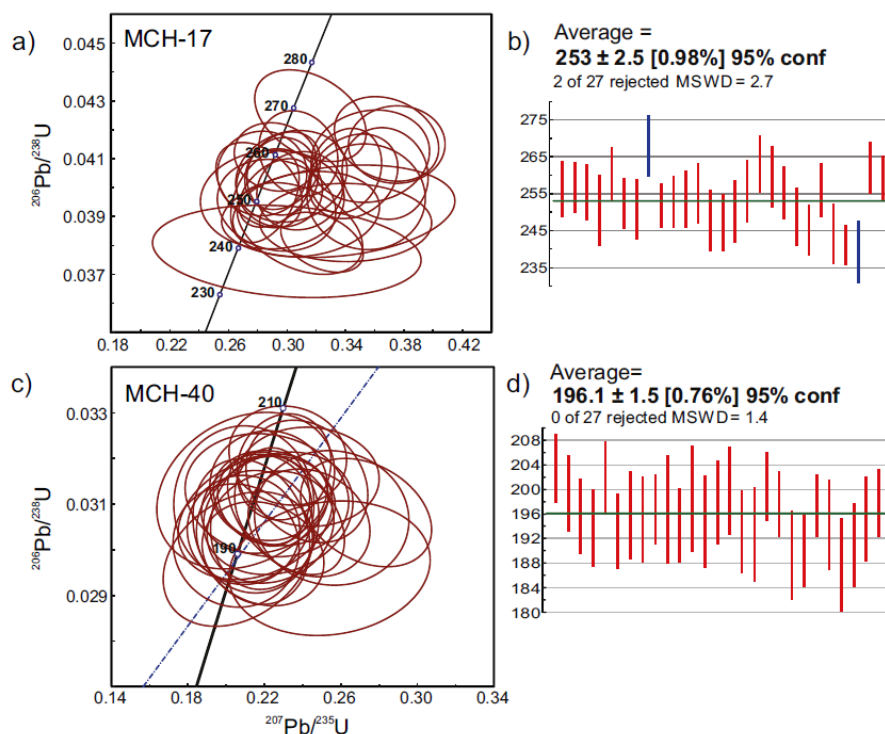 a)
MCH-17
0.045
0.043
0.041
0.039
0.037
²⁰⁶Pb/²³⁸U
280
270
260
250
240
230
0.18
0.22
0.26
0.30
0.34
0.38
0.42
b)
Average =
253 ± 2.5 [0.98%] 95% conf
2 of 27 rejected MSWD = 2.7
275
265
255
245
235
c)
MCH-40
0.033
0.031
0.029
²⁰⁶Pb/²³⁸U
210
190
0.14
0.18
0.22
0.26
0.30
0.34
²⁰⁷Pb/²³⁵U
d)
Average=
196.1 ± 1.5 [0.76%] 95% conf
0 of 27 rejected MSWD = 1.4
208
204
200
196
192
188
184
180